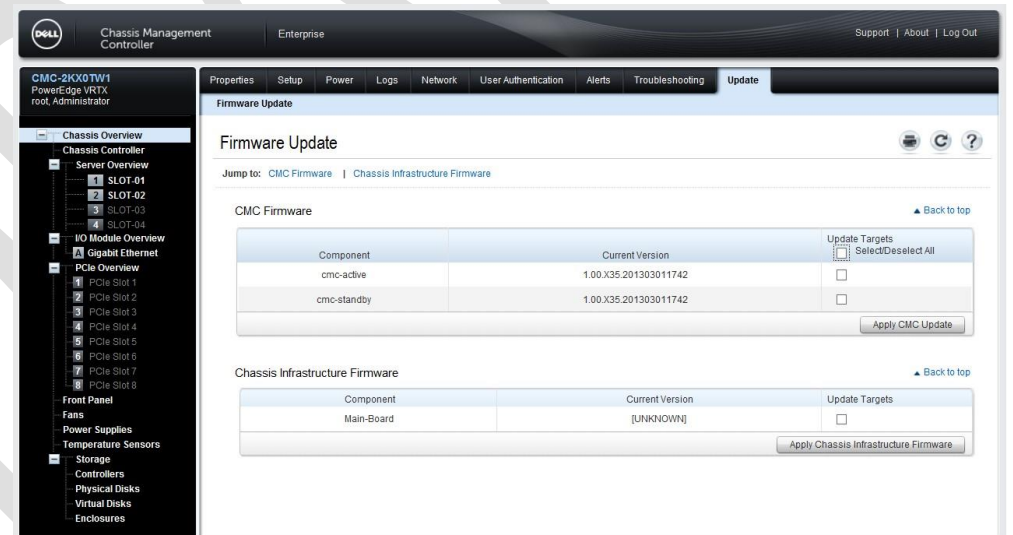 DELL
Chassis Management
Controller
Enterprise
Support | About | Log Out
CMC-2KX0TW1
PowerEdge VRTX
root, Administrator
Properties Setup Power Logs Network User Authentication Alerts Troubleshooting Update
Firmware Update
Chassis Overview
Chassis Controller
Server Overview
1 SLOT-01
2 SLOT-02
3 SLOT-03
4 SLOT-04
I/O Module Overview
A Gigabit Ethernet
PCIe Overview
1 PCIe Slot 1
2 PCIe Slot 2
3 PCIe Slot 3
4 PCIe Slot 4
5 PCIe Slot 5
6 PCIe Slot 6
7 PCIe Slot 7
8 PCIe Slot 8
Front Panel
Fans
Power Supplies
Temperature Sensors
Storage
Controllers
Physical Disks
Virtual Disks
Enclosures
Firmware Update
Jump to: CMC Firmware | Chassis Infrastructure Firmware
CMC Firmware
Back to top
Component Current Version Update Targets
Select/Deselect All
cmc-active 1.00.X35.201303011742
cmc-standby 1.00.X35.201303011742
Apply CMC Update
Chassis Infrastructure Firmware
Back to top
Component Current Version Update Targets
Main-Board [UNKNOWN]
Apply Chassis Infrastructure Firmware